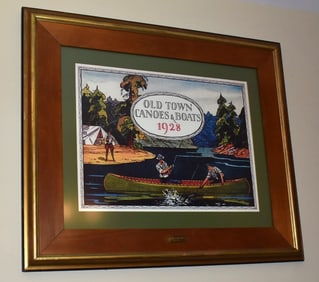 OLD TOWN
CANOES & BOATS
1928